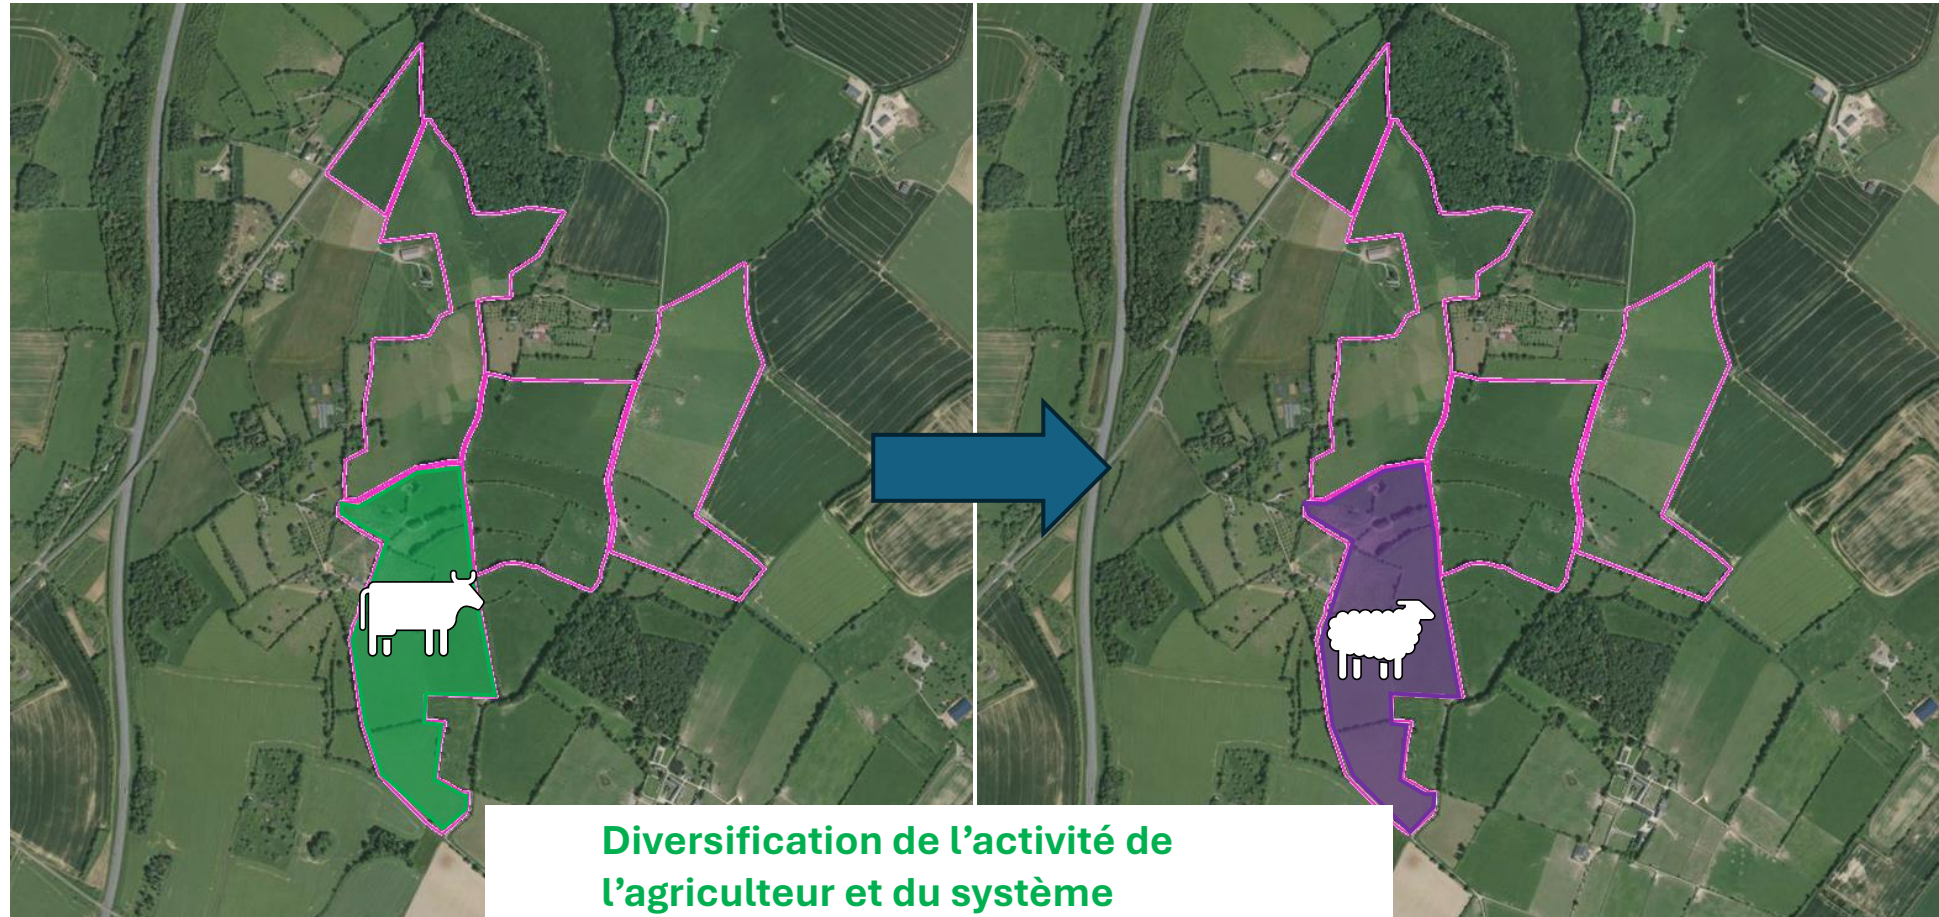 Diversification de l’activité de
l’agriculteur et du système